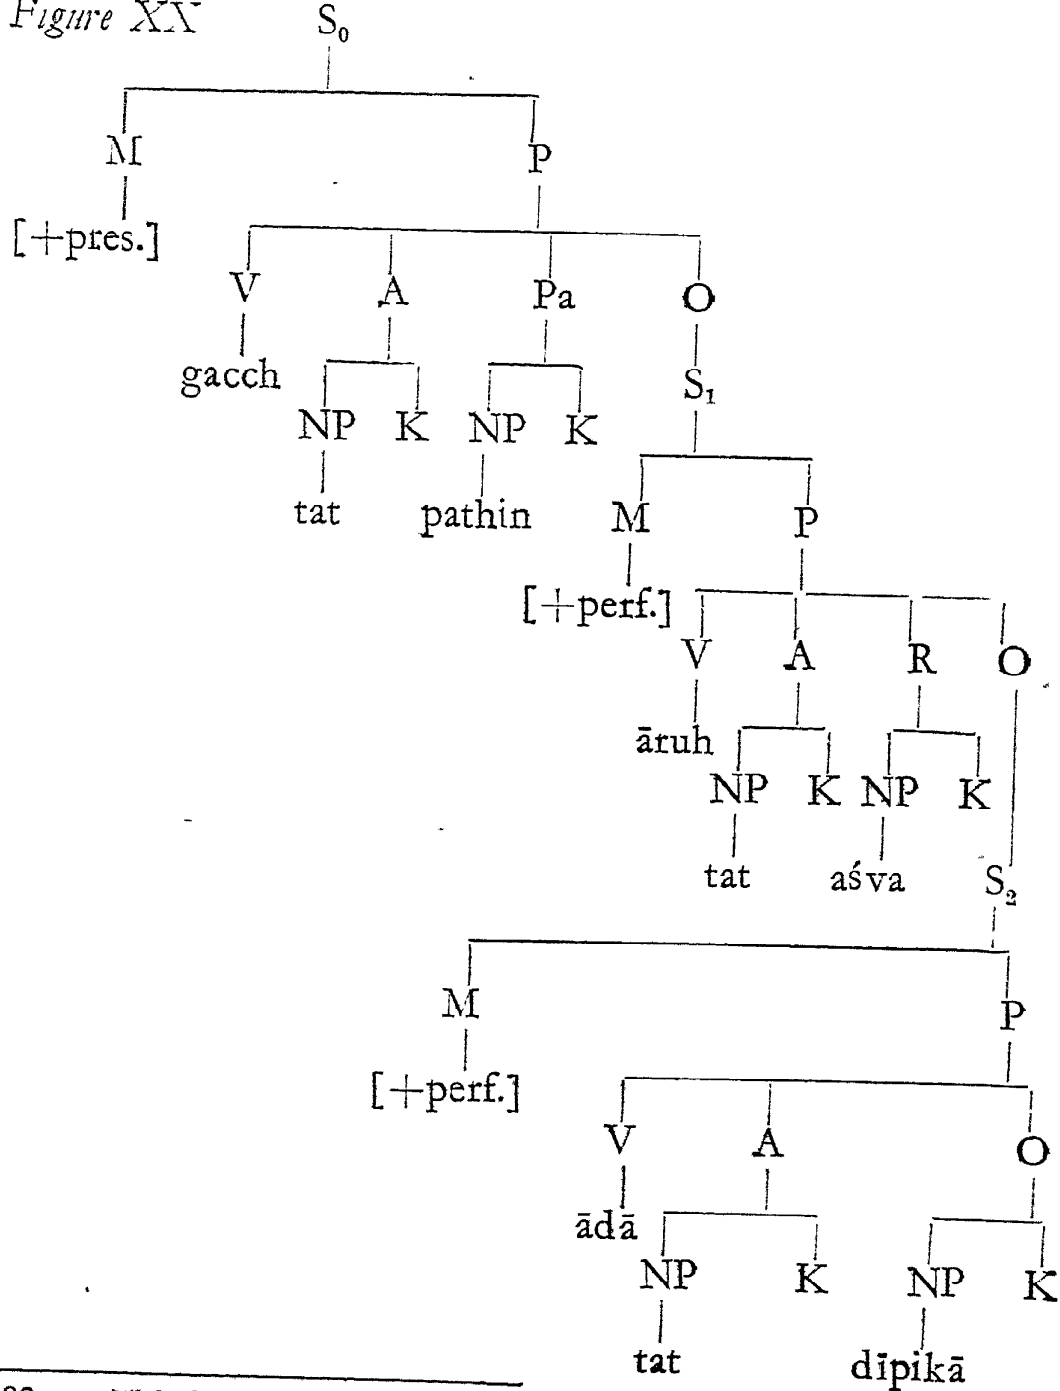 Figure XX S₀
M P
[+pres.]
V A Pa O
gacch S₁
NP K NP K
tat pathin M P
[+perf.]
V A R O
āruh
NP K NP K
tat aśva S₂
M P
[+perf.]
V A O
ādā
NP K NP K
tat dīpikā